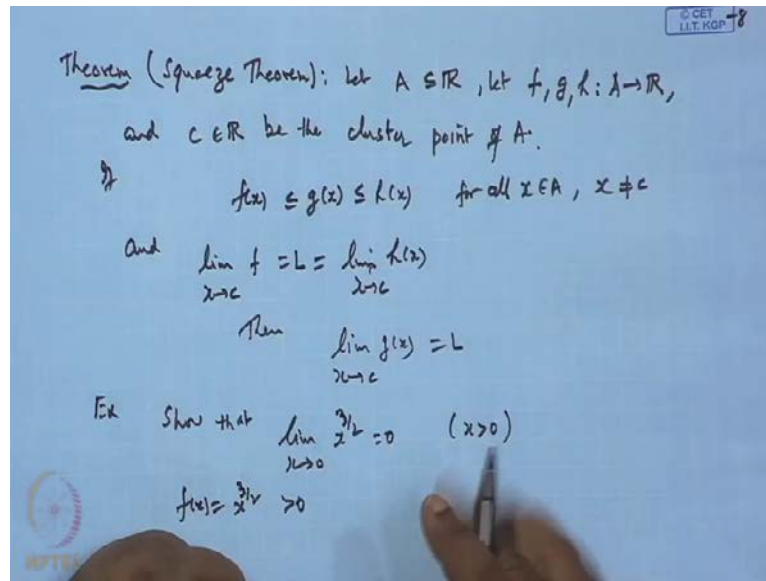 © CET
I.I.T. KGP -8
Theorem (Squeeze Theorem): Let A ⊆ ℝ, let f, g, h: A→ℝ,
and c ∈ ℝ be the cluster point of A.
If
f(x) ≤ g(x) ≤ h(x) for all x ∈ A, x ≠ c
and lim f = L = lim h(x)
x→c x→c
Then lim g(x) = L
x→c
Ex Show that lim x^{3/2} = 0 (x>0)
x→0
f(x) = x^{3/2} >0
NPTEL